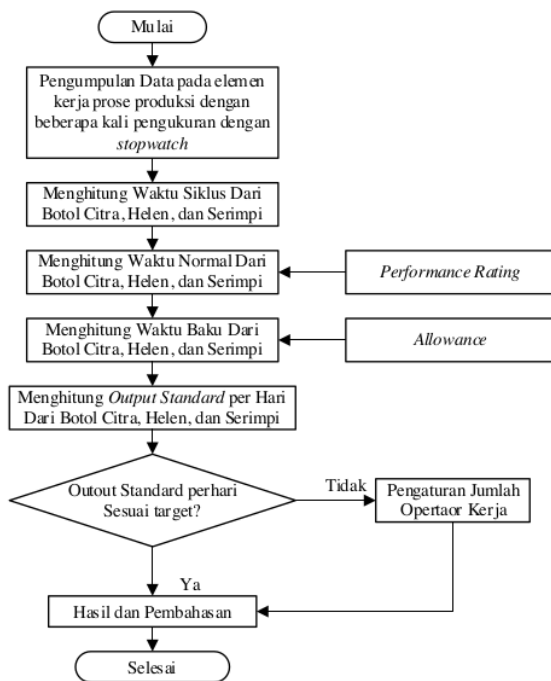 Mulai
Pengumpulan Data pada elemen
kerja prose produksi dengan
beberapa kali pengukuran dengan
stopwatch
Menghitung Waktu Siklus Dari
Botol Citra, Helen, dan Serimpi
Menghitung Waktu Normal Dari
Botol Citra, Helen, dan Serimpi
Performance Rating
Menghitung Waktu Baku Dari
Botol Citra, Helen, dan Serimpi
Allowance
Menghitung Output Standard per Hari
Dari Botol Citra, Helen, dan Serimpi
Outout Standard perhari
Sesuai target?
Tidak
Pengaturan Jumlah
Opertaor Kerja
Ya
Hasil dan Pembahasan
Selesai